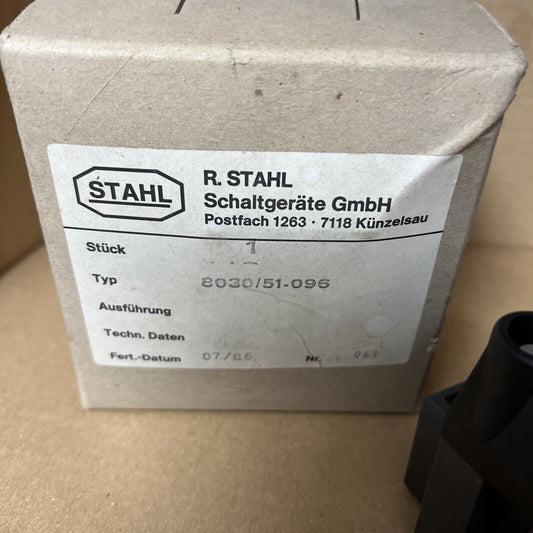 STAHL
R. STAHL
Schaltgeräte GmbH
Postfach 1263 · 7118 Künzelsau
Stück 1
Typ 8030/51-096
Ausführung
Techn. Daten
Fert.-Datum 07/86 Nr. 061